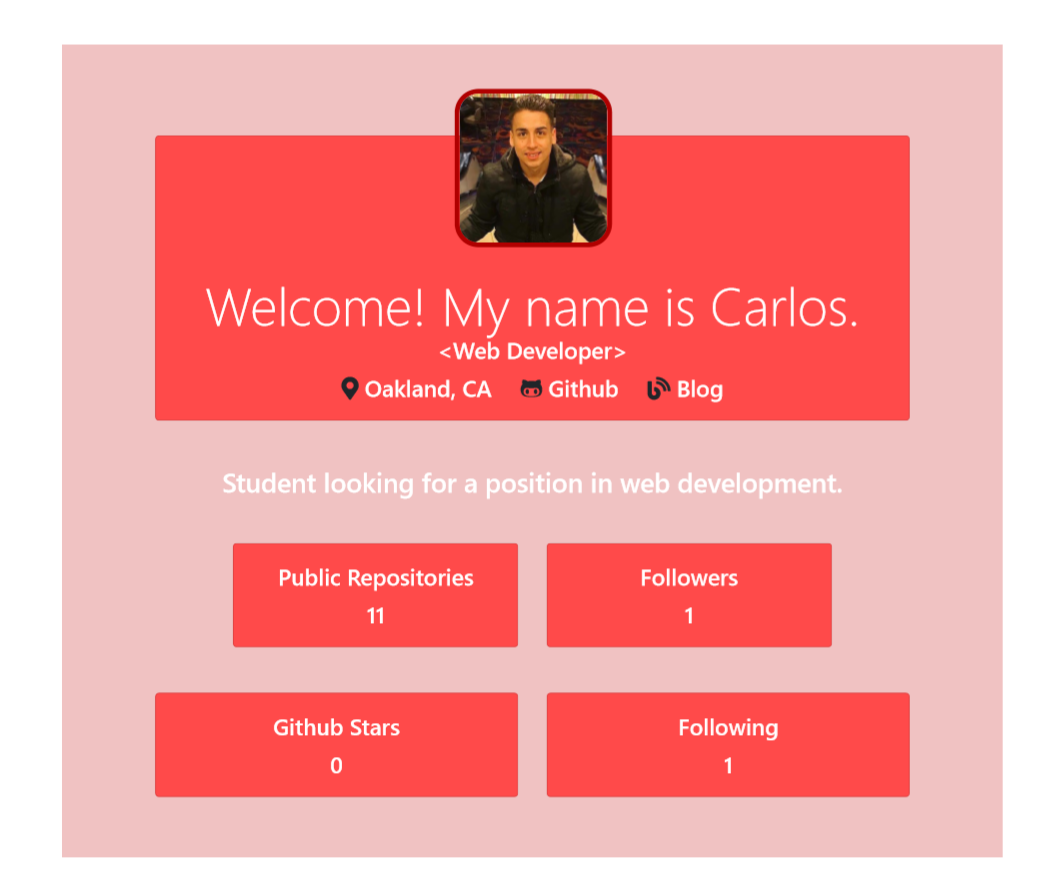 Welcome! My name is Carlos.
<Web Developer>
Oakland, CA Github Blog
Student looking for a position in web development.
Public Repositories
11
Followers
1
Github Stars
0
Following
1